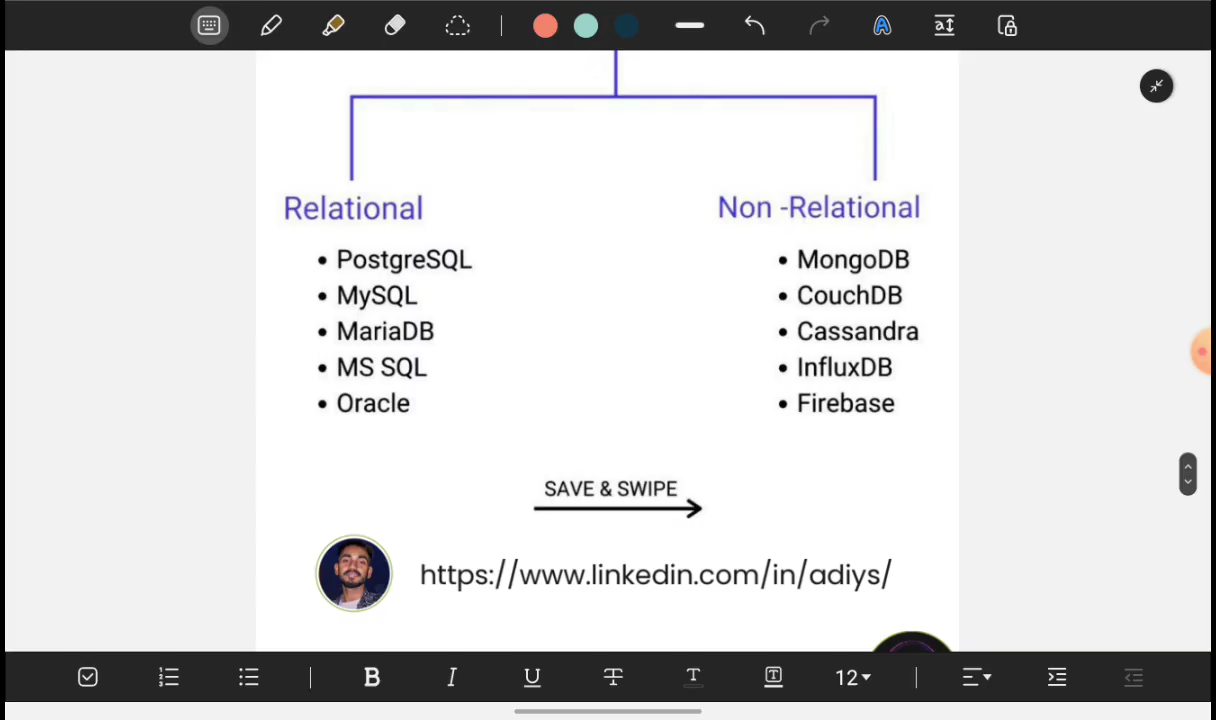 Relational
• PostgreSQL
• MySQL
• MariaDB
• MS SQL
• Oracle
Non -Relational
• MongoDB
• CouchDB
• Cassandra
• InfluxDB
• Firebase
SAVE & SWIPE
https://www.linkedin.com/in/adiys/
B I U T T T 12